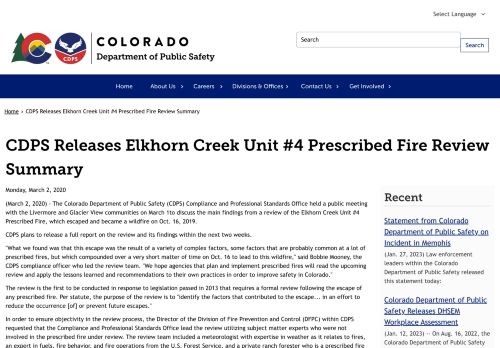 Select Language
COLORADO
Department of Public Safety
CDPS
Search
Search
Home
About Us
Careers
Divisions & Offices
Contact Us
Get Involved
Home › CDPS Releases Elkhorn Creek Unit #4 Prescribed Fire Review Summary
CDPS Releases Elkhorn Creek Unit #4 Prescribed Fire Review
Summary
Monday, March 2, 2020
(March 2, 2020) - The Colorado Department of Public Safety (CDPS) Compliance and Professional Standards Office held a public meeting
with the Livermore and Glacier View communities on March 1to discuss the main findings from a review of the Elkhorn Creek Unit #4
Prescribed Fire, which escaped and became a wildfire on Oct. 16, 2019.
CDPS plans to release a full report on the review and its findings within the next two weeks.
"What we found was that this escape was the result of a variety of complex factors, some factors that are probably common at a lot of
prescribed fires, but which compounded over a very short matter of time on Oct. 16 to lead to this wildfire," said Bobbie Mooney, the
CDPS compliance officer who led the review team. "We hope agencies that plan and implement prescribed fires will read the upcoming
review and apply the lessons learned and recommendations to their own practices in order to improve safety in Colorado."
The review is the first to be conducted in response to legislation passed in 2013 that requires a formal review following the escape of
any prescribed fire. Per statute, the purpose of the review is to "identify the factors that contributed to the escape... in an effort to
reduce the occurrence [of] or prevent future escapes."
In order to ensure objectivity in the review process, the Director of the Division of Fire Prevention and Control (DFPC) within CDPS
requested that the Compliance and Professional Standards Office lead the review utilizing subject matter experts who were not
involved in the prescribed fire under review. The review team included a meteorologist with expertise in weather as it relates to fires,
an expert in fuels, fire behavior, and fire operations from the U.S. Forest Service, and a private ranch forester who is a prescribed fire
Recent
Statement from Colorado
Department of Public Safety on
Incident in Memphis
(Jan. 27, 2023) Law enforcement
leaders within the Colorado
Department of Public Safety released
this statement today:
Colorado Department of Public
Safety Releases DHSEM
Workplace Assessment
(Jan. 12, 2023) -- On Aug. 16, 2022, the
Colorado Department of Public Safety